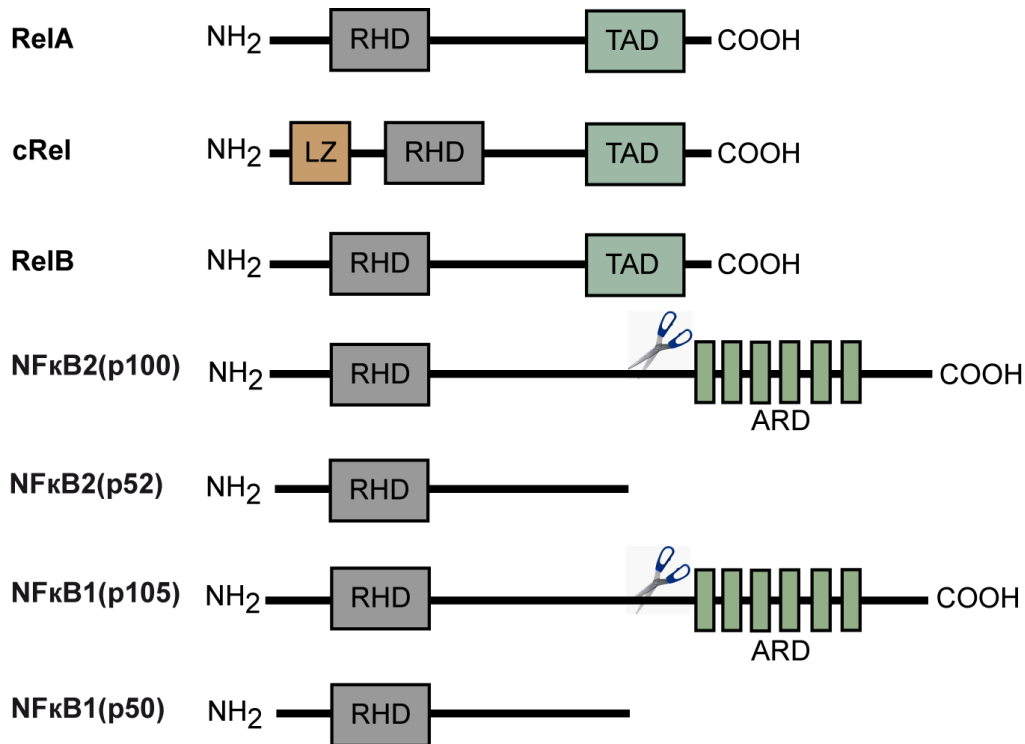 RelA NH2 RHD TAD COOH
cRel NH2 LZ RHD TAD COOH
RelB NH2 RHD TAD COOH
NFκB2(p100) NH2 RHD COOH
ARD
NFκB2(p52) NH2 RHD
NFκB1(p105) NH2 RHD COOH
ARD
NFκB1(p50) NH2 RHD